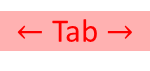 ← Tab →